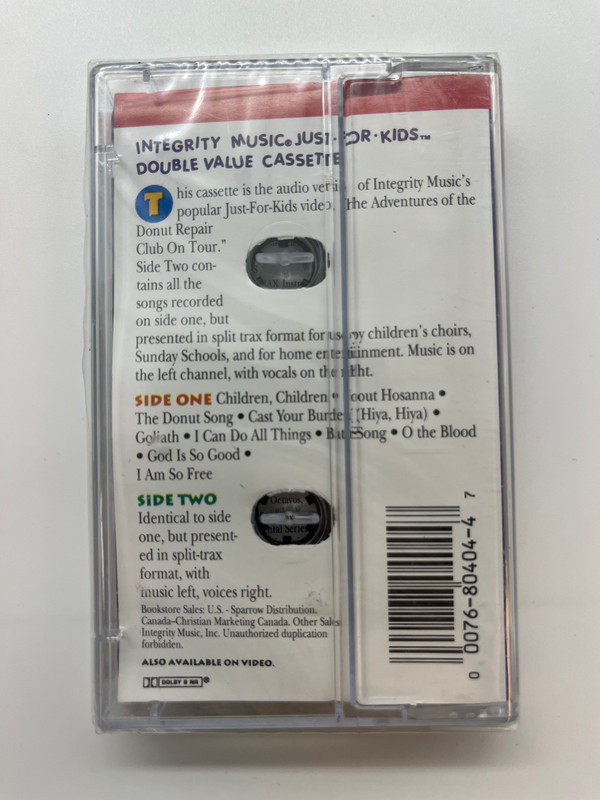 INTEGRITY MUSIC® JUST-FOR-KIDS™
DOUBLE VALUE CASSETTE
This cassette is the audio version of Integrity Music's
popular Just-For-Kids video, "The Adventures of the
Donut Repair
Club On Tour."
Side Two con-
tains all the
songs recorded
on side one, but
presented in split trax format for use by children's choirs,
Sunday Schools, and for home entertainment. Music is on
the left channel, with vocals on the right.
SIDE ONE Children, Children • Shout Hosanna •
The Donut Song • Cast Your Burdens (Hiya, Hiya) •
Goliath • I Can Do All Things • Battle Song • O the Blood
• God Is So Good •
I Am So Free
SIDE TWO
Identical to side
one, but present-
ed in split-trax
format, with
music left, voices right.
Bookstore Sales: U.S. - Sparrow Distribution.
Canada-Christian Marketing Canada. Other Sales
Integrity Music, Inc. Unauthorized duplication
forbidden.
ALSO AVAILABLE ON VIDEO.
DOLBY B NR
Octavos,
0 0076-80404-4 7